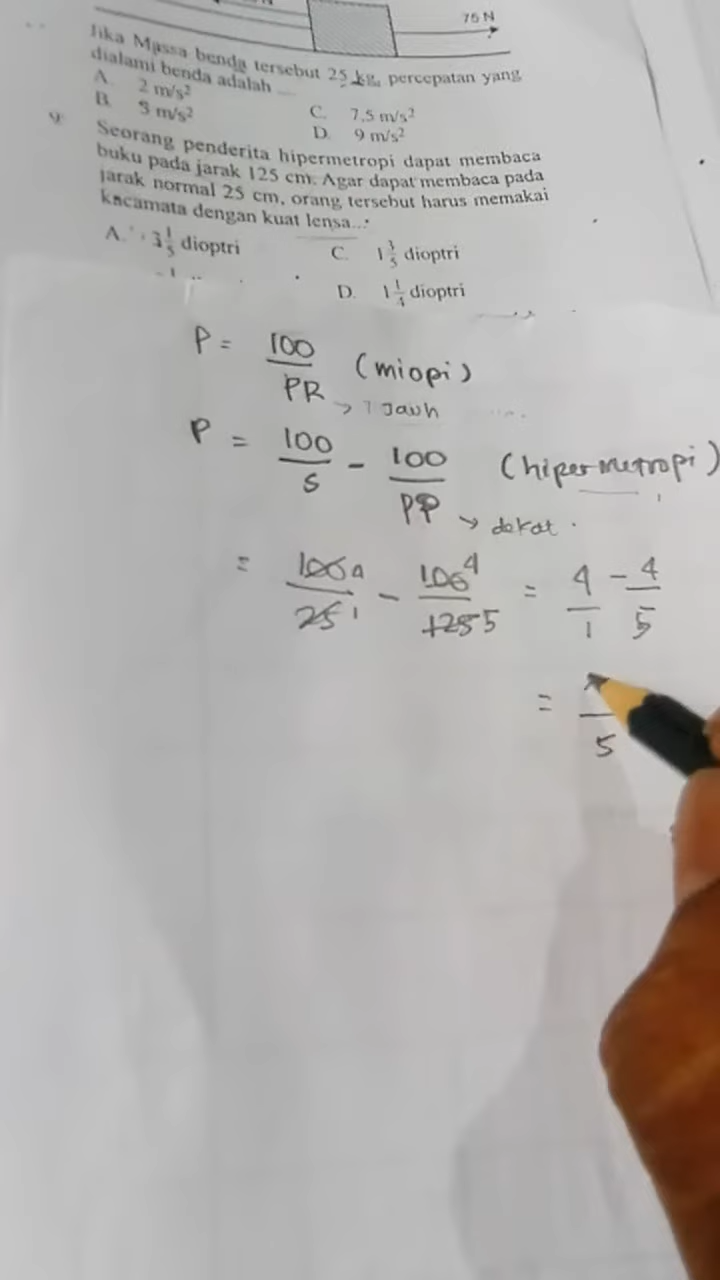 75 N
Jika Massa benda tersebut 25 kg, percepatan yang
dialami benda adalah ...
A. 2 m/s²
B. 3 m/s²
C. 7,5 m/s²
D. 9 m/s²
9
Seorang penderita hipermetropi dapat membaca
buku pada jarak 125 cm. Agar dapat membaca pada
jarak normal 25 cm, orang tersebut harus memakai
kacamata dengan kuat lensa...
A. 3 1/5 dioptri
C. 1 3/5 dioptri
D. 1 1/4 dioptri
P = 100/PR (miopi)
→ Jauh
P = 100/S - 100/PP (hipermetropi)
→ dekat
= 100 4/25 1 - 100 4/125 5 = 4/1 - 4/5
= /5